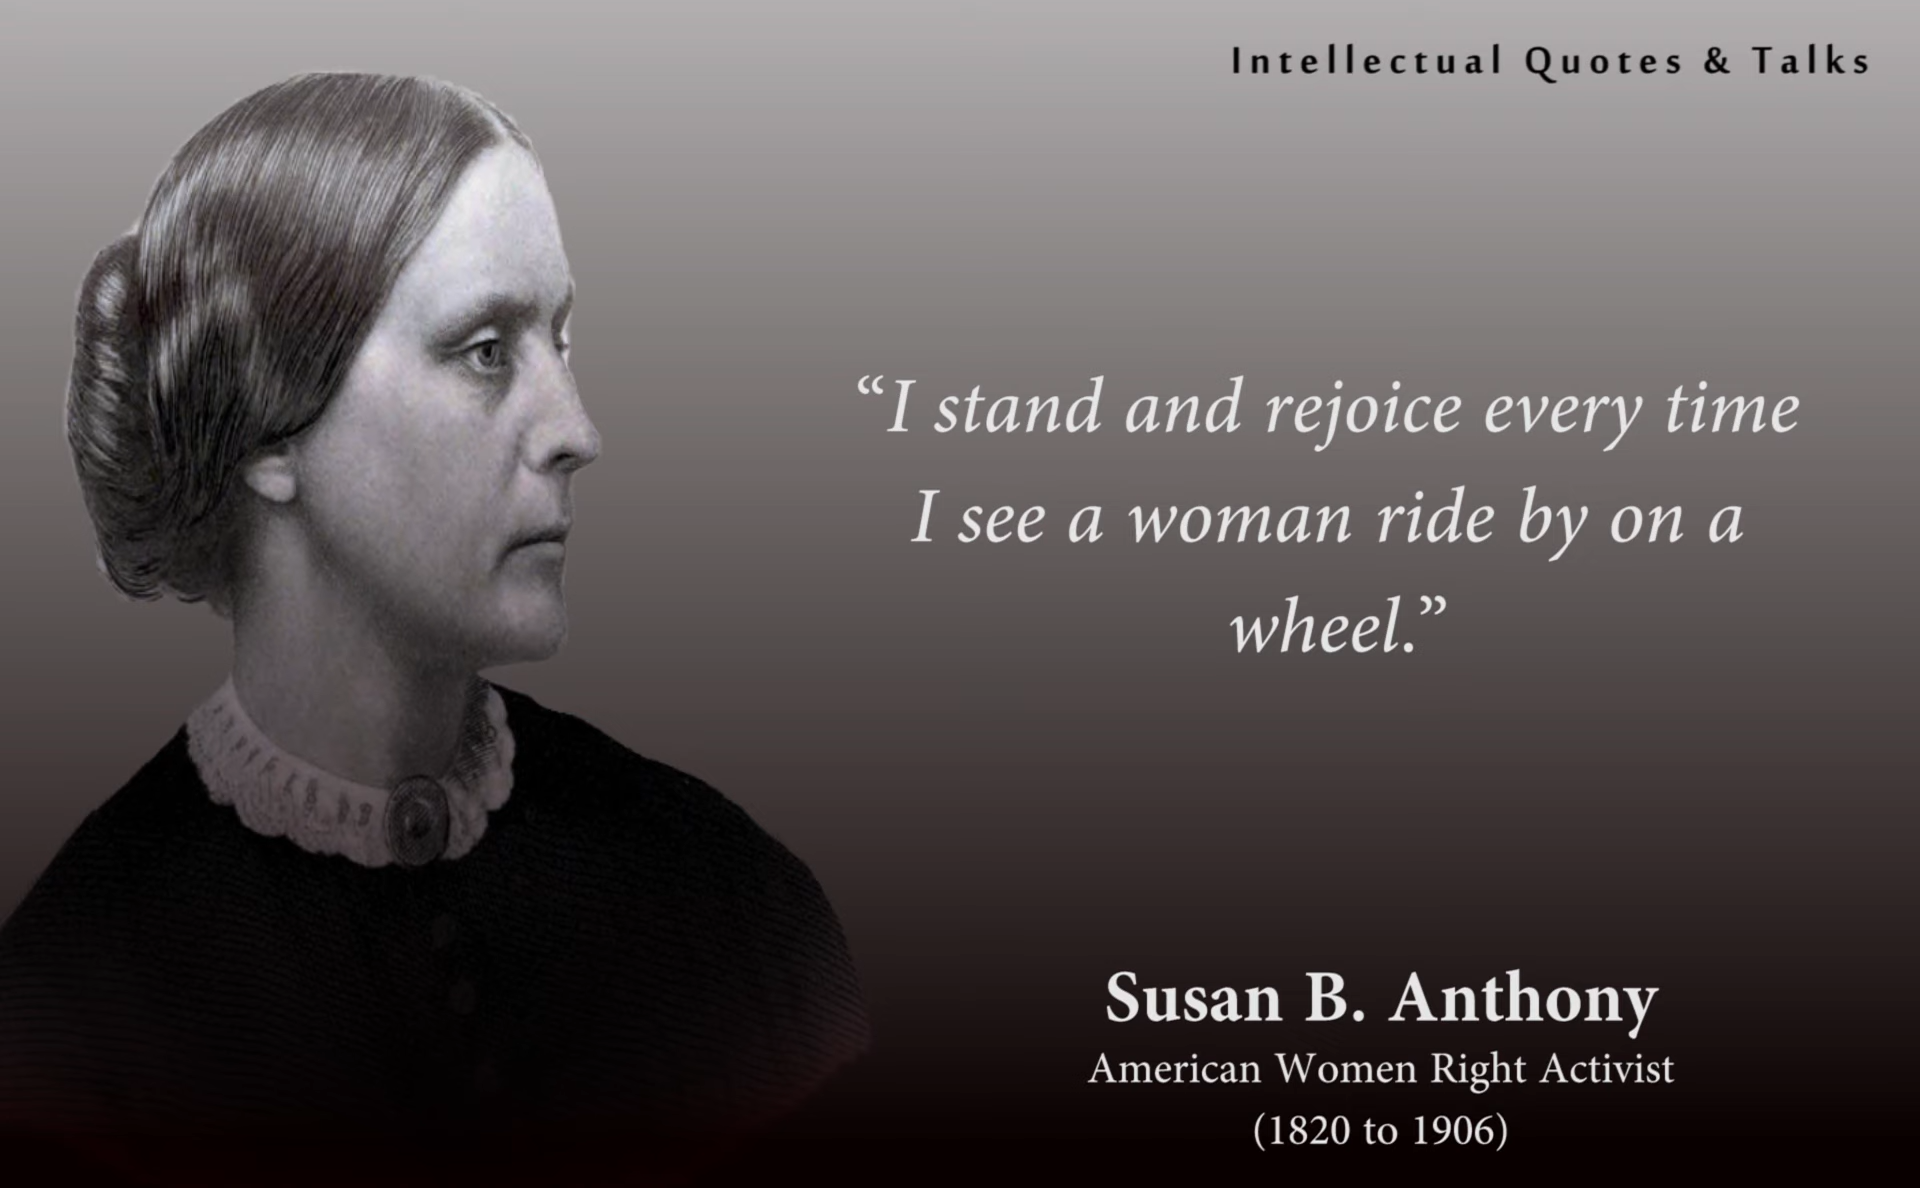 Intellectual Quotes & Talks
“I stand and rejoice every time
I see a woman ride by on a
wheel.”
Susan B. Anthony
American Women Right Activist
(1820 to 1906)